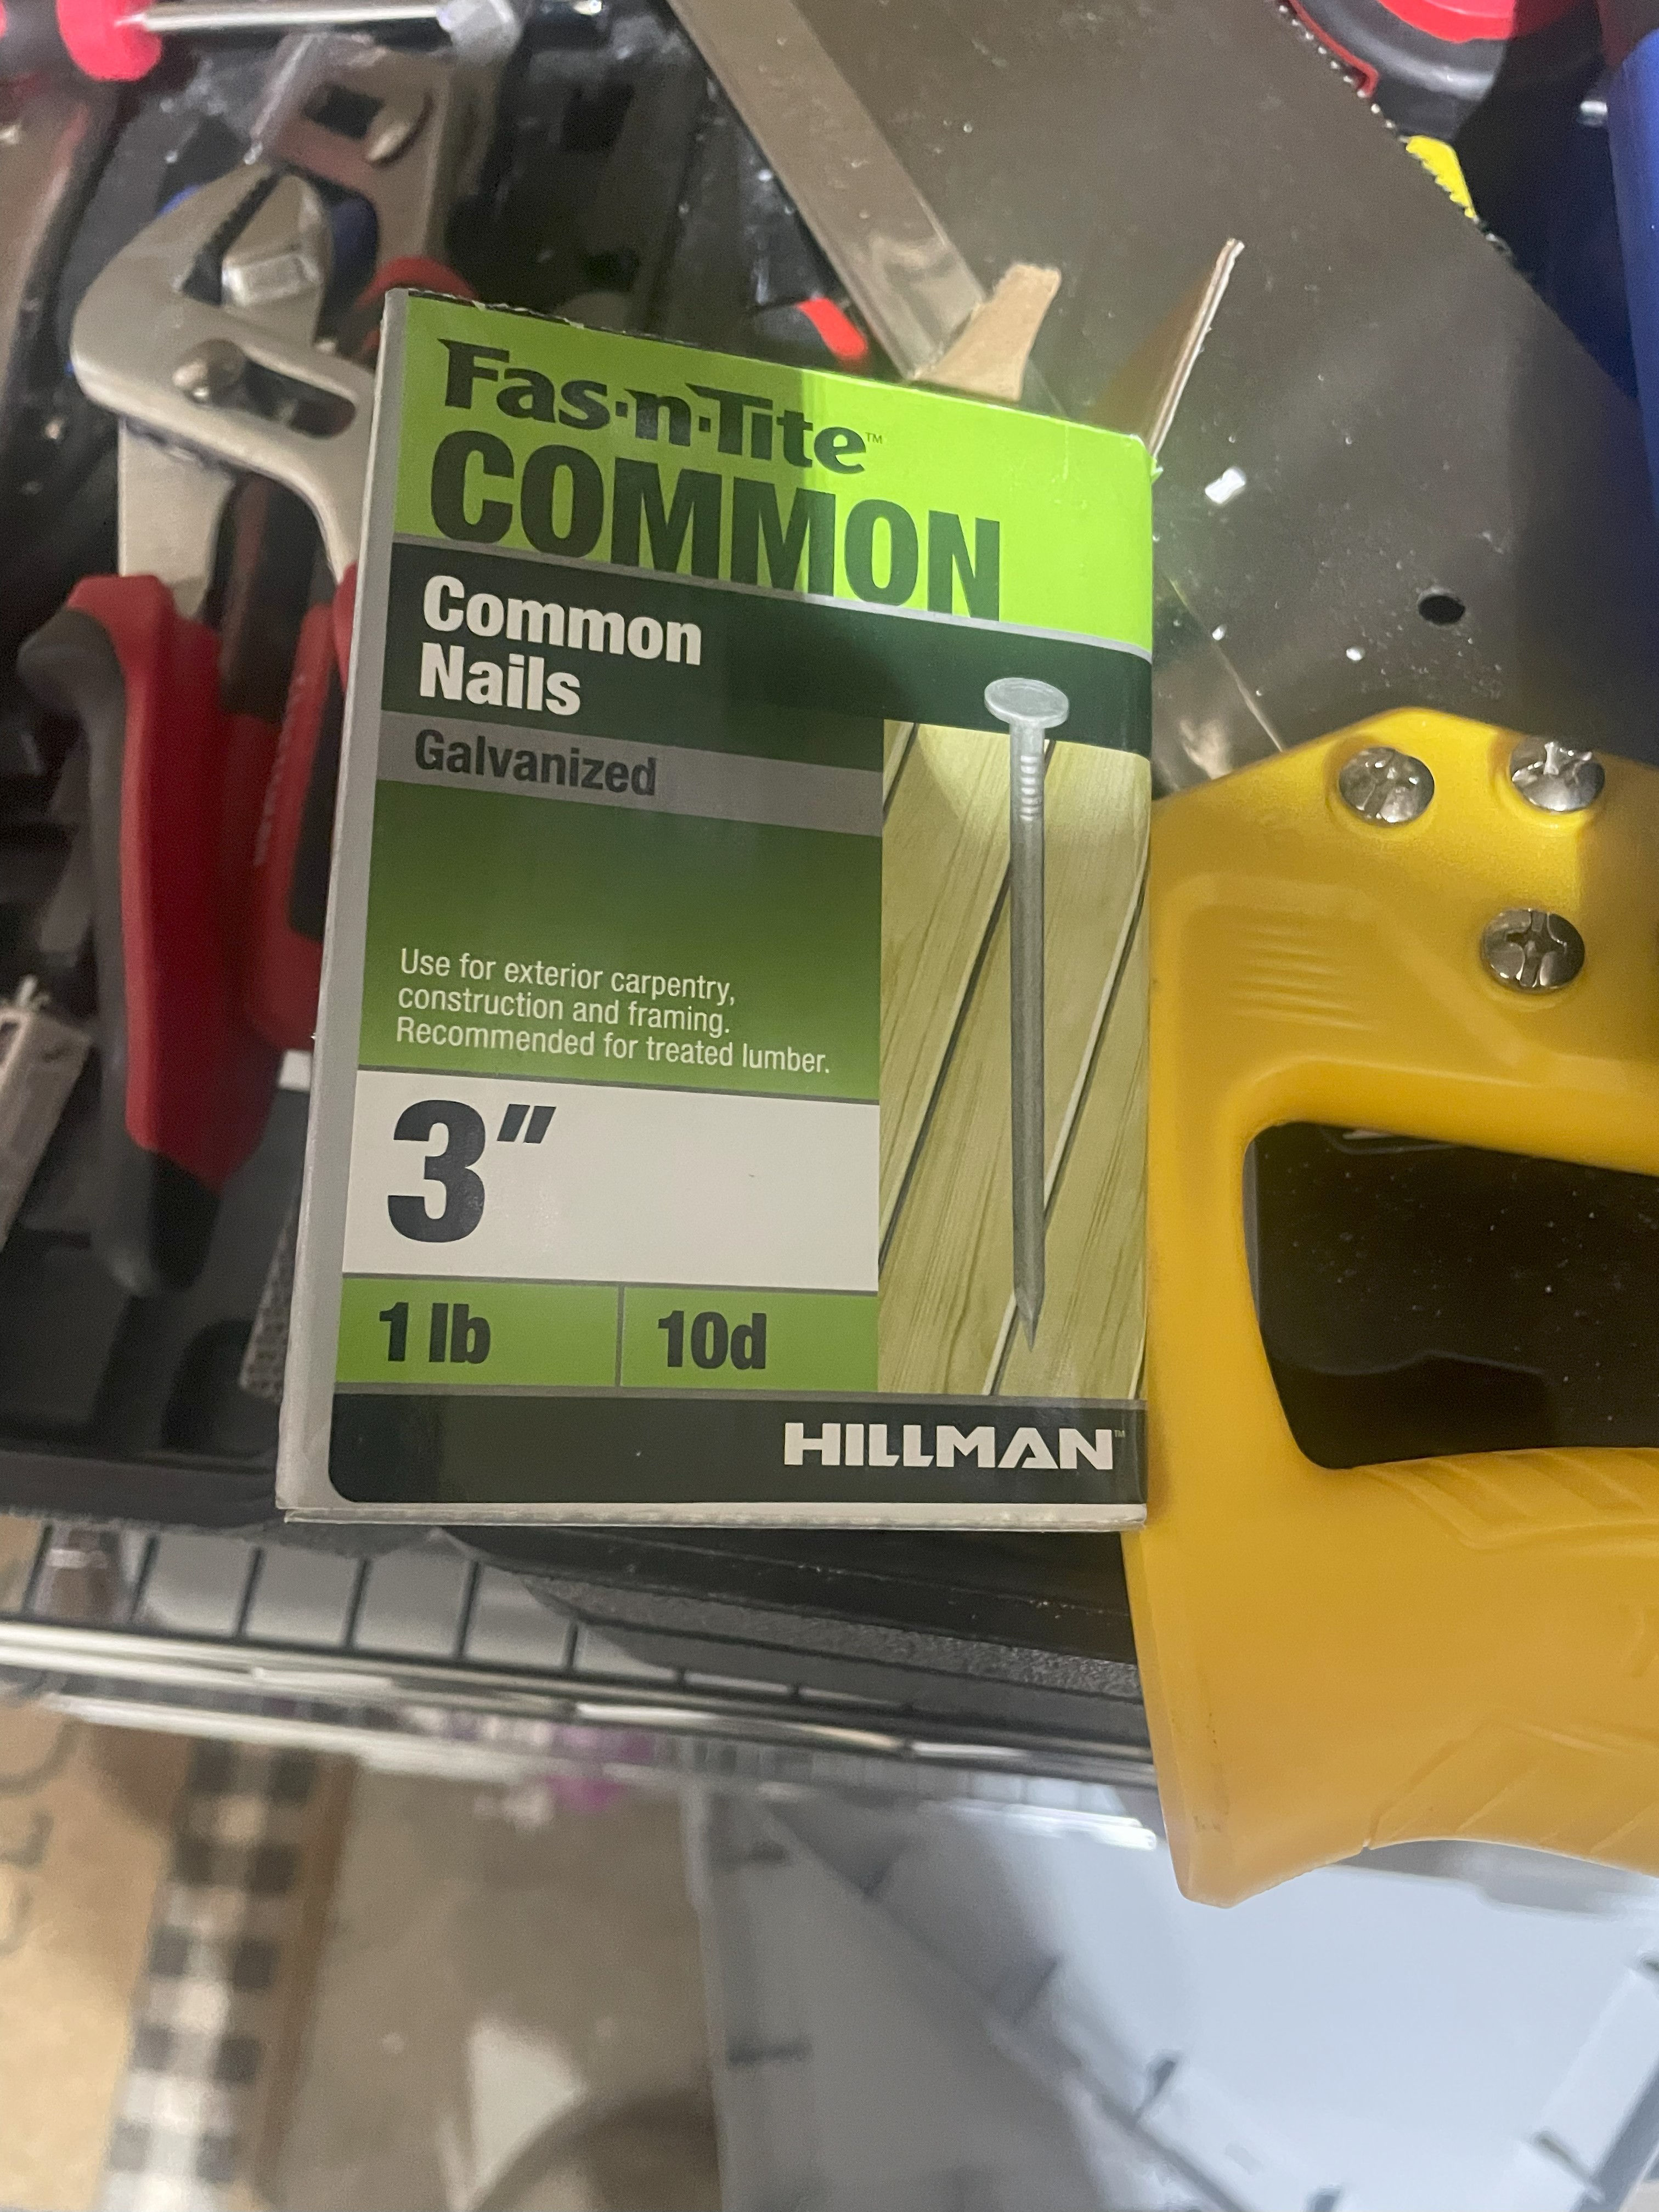 Fas·n·Tite™
COMMON
Common
Nails
Galvanized
Use for exterior carpentry,
construction and framing.
Recommended for treated lumber.
3"
1 lb
10d
HILLMAN™